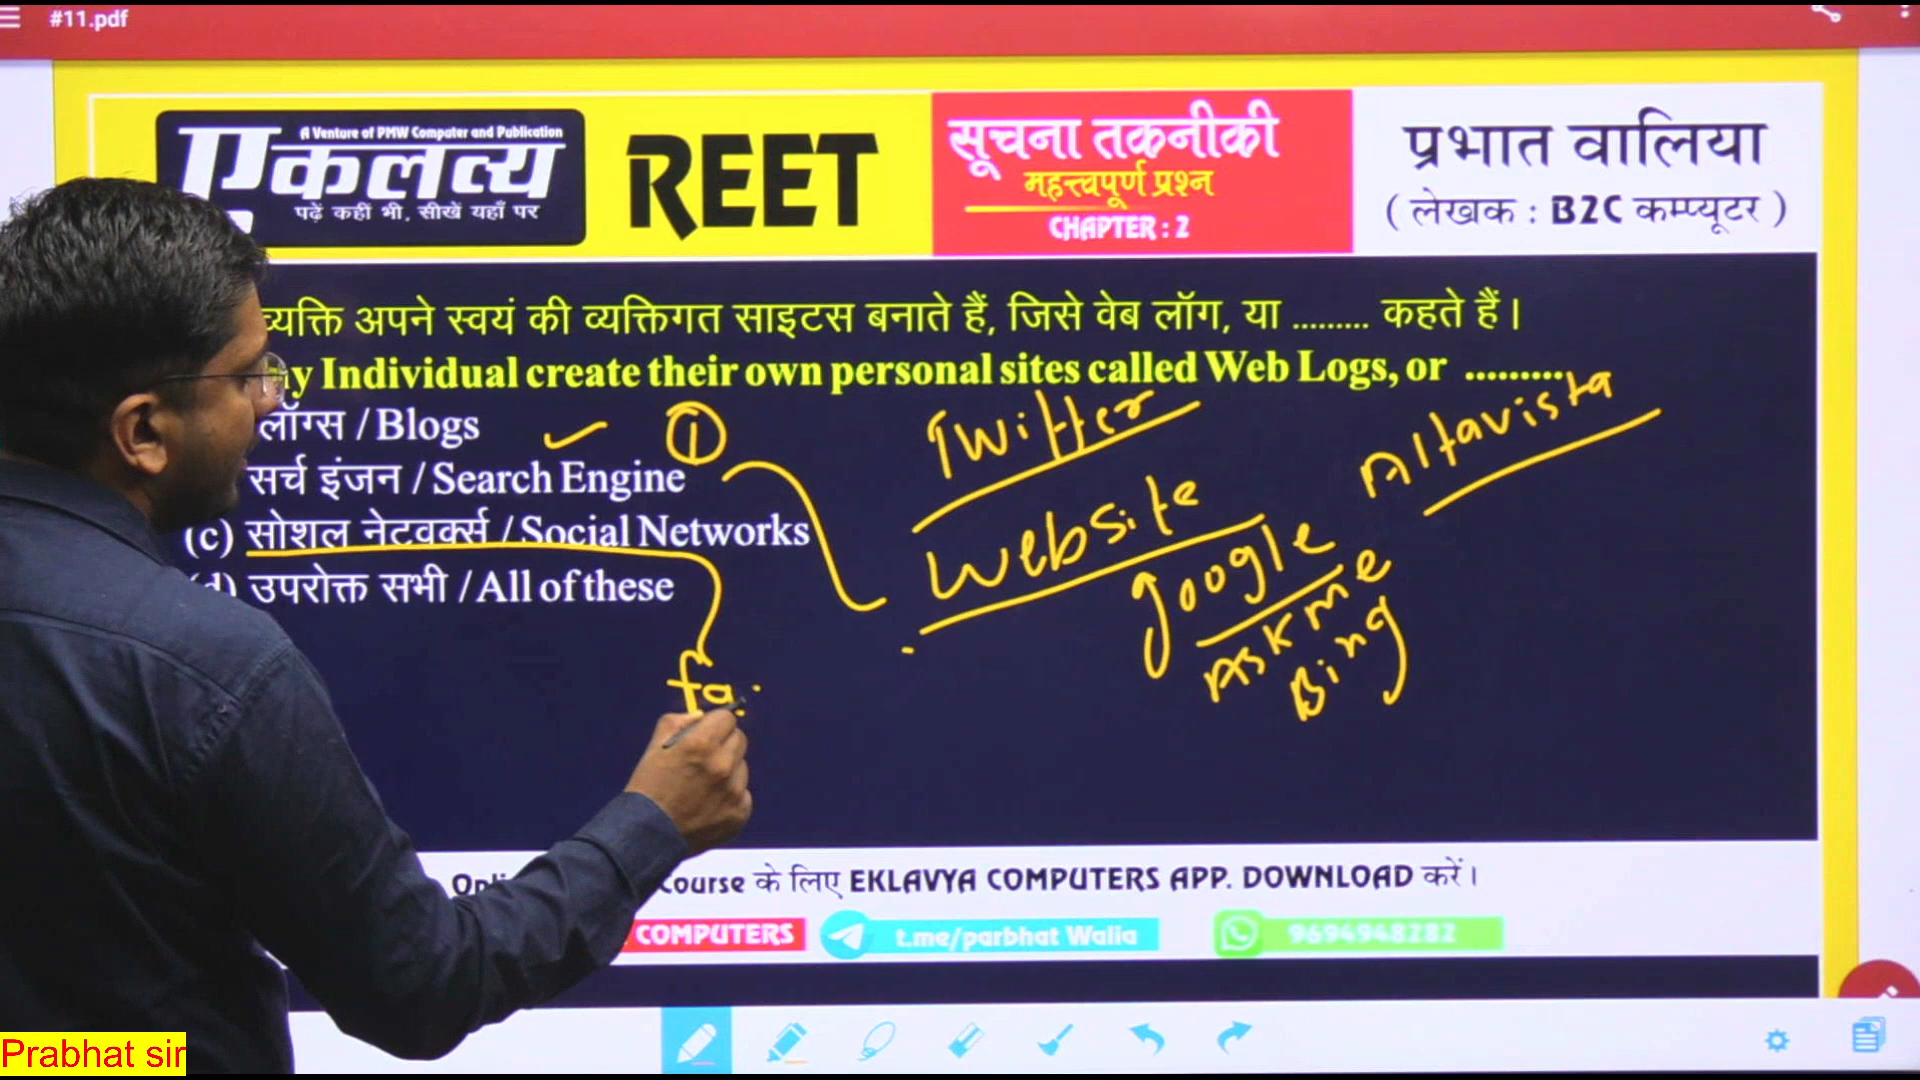 #11.pdf
A Venture of PMW Computer and Publication
एकलव्य
पढ़ें कहीं भी, सीखें यहाँ पर
REET
सूचना तकनीकी
महत्त्वपूर्ण प्रश्न
CHAPTER : 2
प्रभात वालिया
( लेखक : B2C कम्प्यूटर )
व्यक्ति अपने स्वयं की व्यक्तिगत साइटस बनाते हैं, जिसे वेब लॉग, या ......... कहते हैं।
Individual create their own personal sites called Web Logs, or ..........
लॉग्स / Blogs
सर्च इंजन / Search Engine
(c) सोशल नेटवर्क्स / Social Networks
(d) उपरोक्त सभी / All of these
1
Twitter
Altavista
Website
google
ASKME
Bing
fa
Course के लिए EKLAVYA COMPUTERS APP. DOWNLOAD करें।
COMPUTERS
t.me/parbhat Walia
9694948282
Prabhat sir